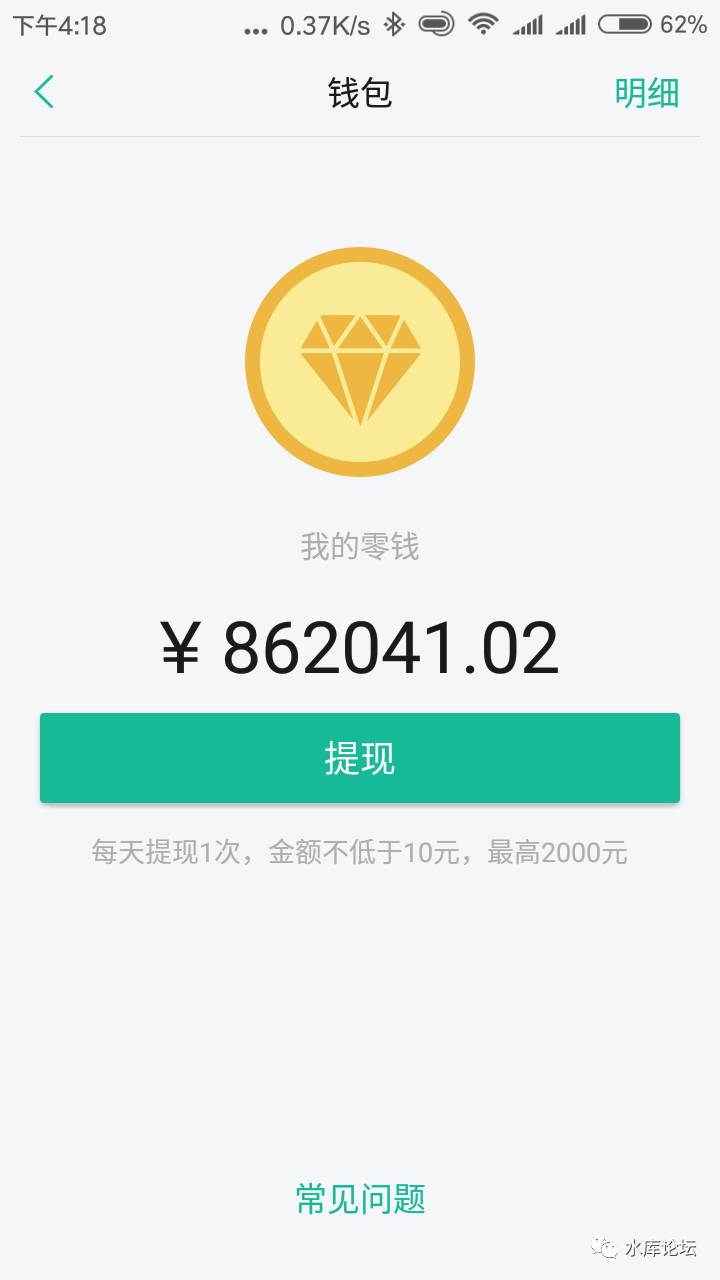 下午4:18 ... 0.37K/s 62%
钱包 明细
我的零钱
¥ 862041.02
提现
每天提现1次，金额不低于10元，最高2000元
常见问题
水库论坛